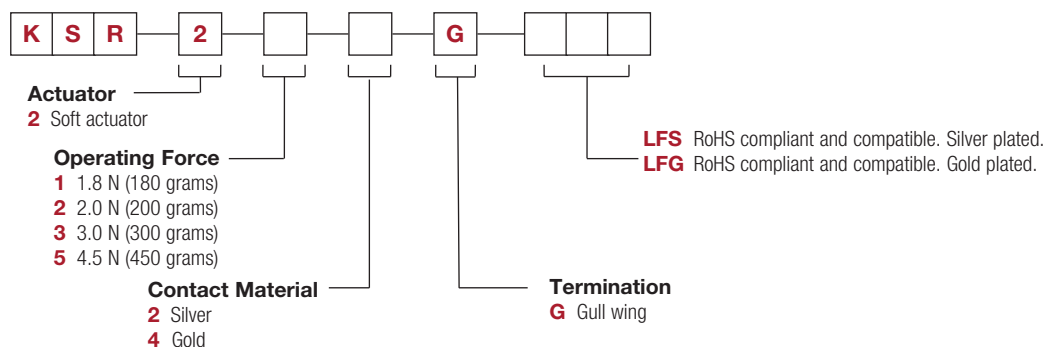 K S R 2 G
Actuator
2 Soft actuator
LFS RoHS compliant and compatible. Silver plated.
LFG RoHS compliant and compatible. Gold plated.
Operating Force
1 1.8 N (180 grams)
2 2.0 N (200 grams)
3 3.0 N (300 grams)
5 4.5 N (450 grams)
Contact Material
2 Silver
4 Gold
Termination
G Gull wing